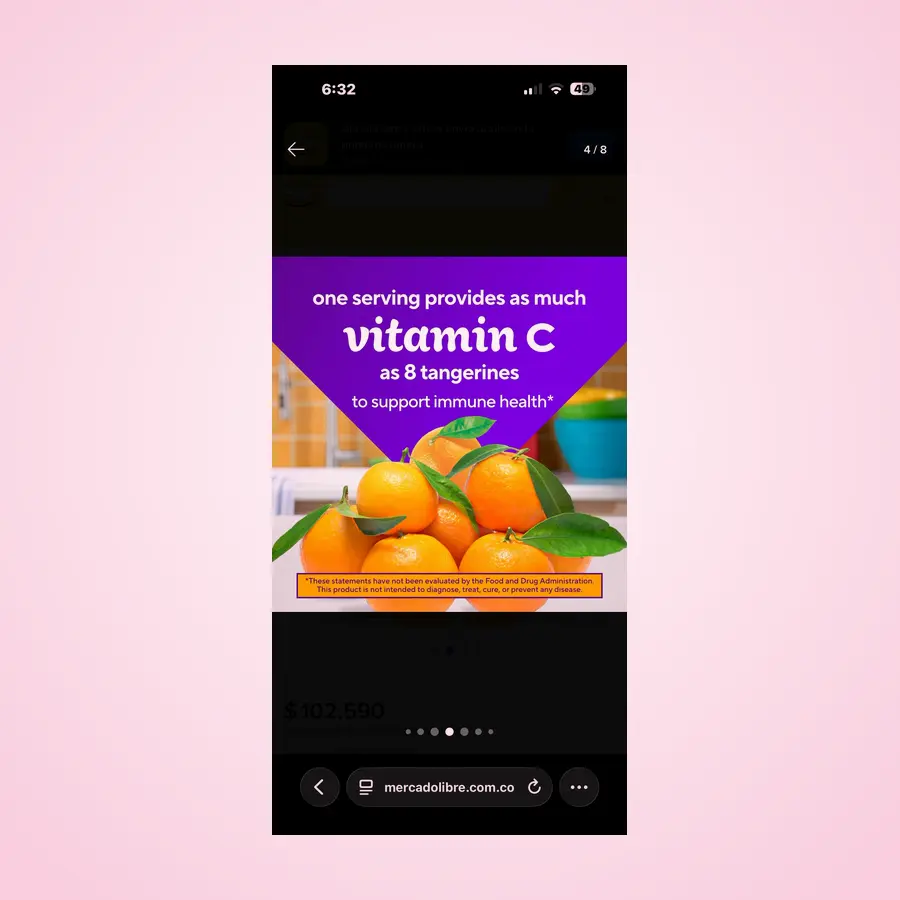 6:32
49
4 / 8
one serving provides as much
vitamin C
as 8 tangerines
to support immune health*
*These statements have not been evaluated by the Food and Drug Administration.
This product is not intended to diagnose, treat, cure, or prevent any disease.
$ 102.590
mercadolibre.com.co